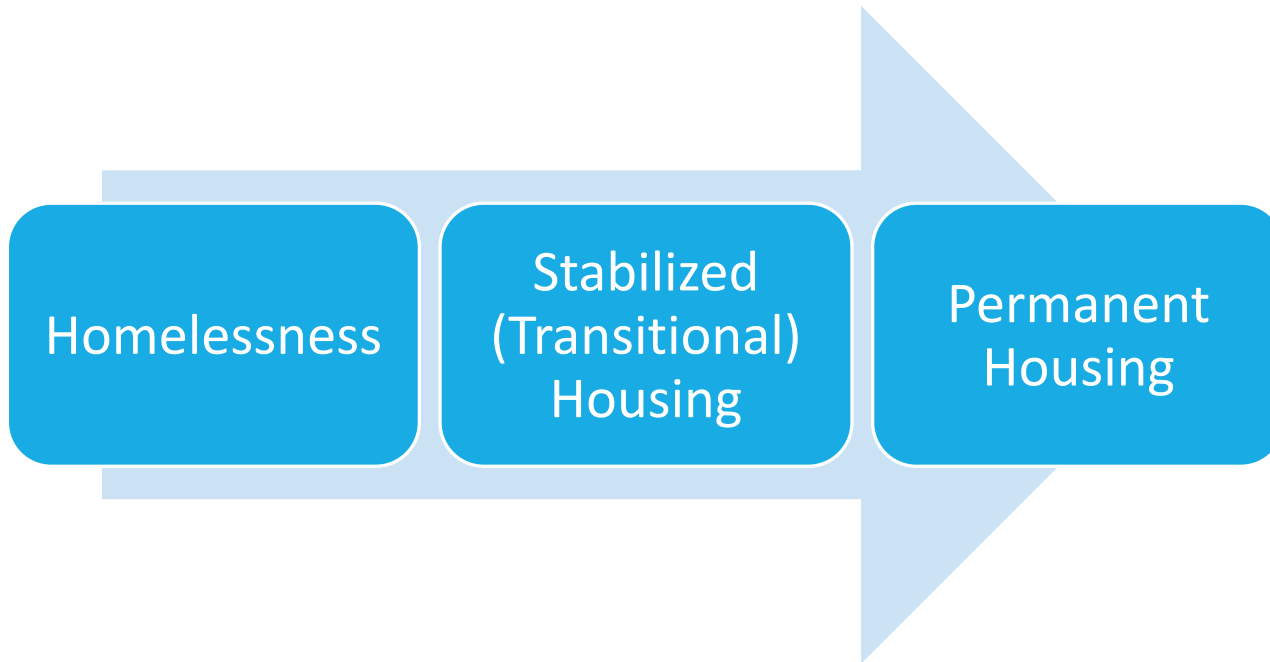 Homelessness
Stabilized
(Transitional)
Housing
Permanent
Housing